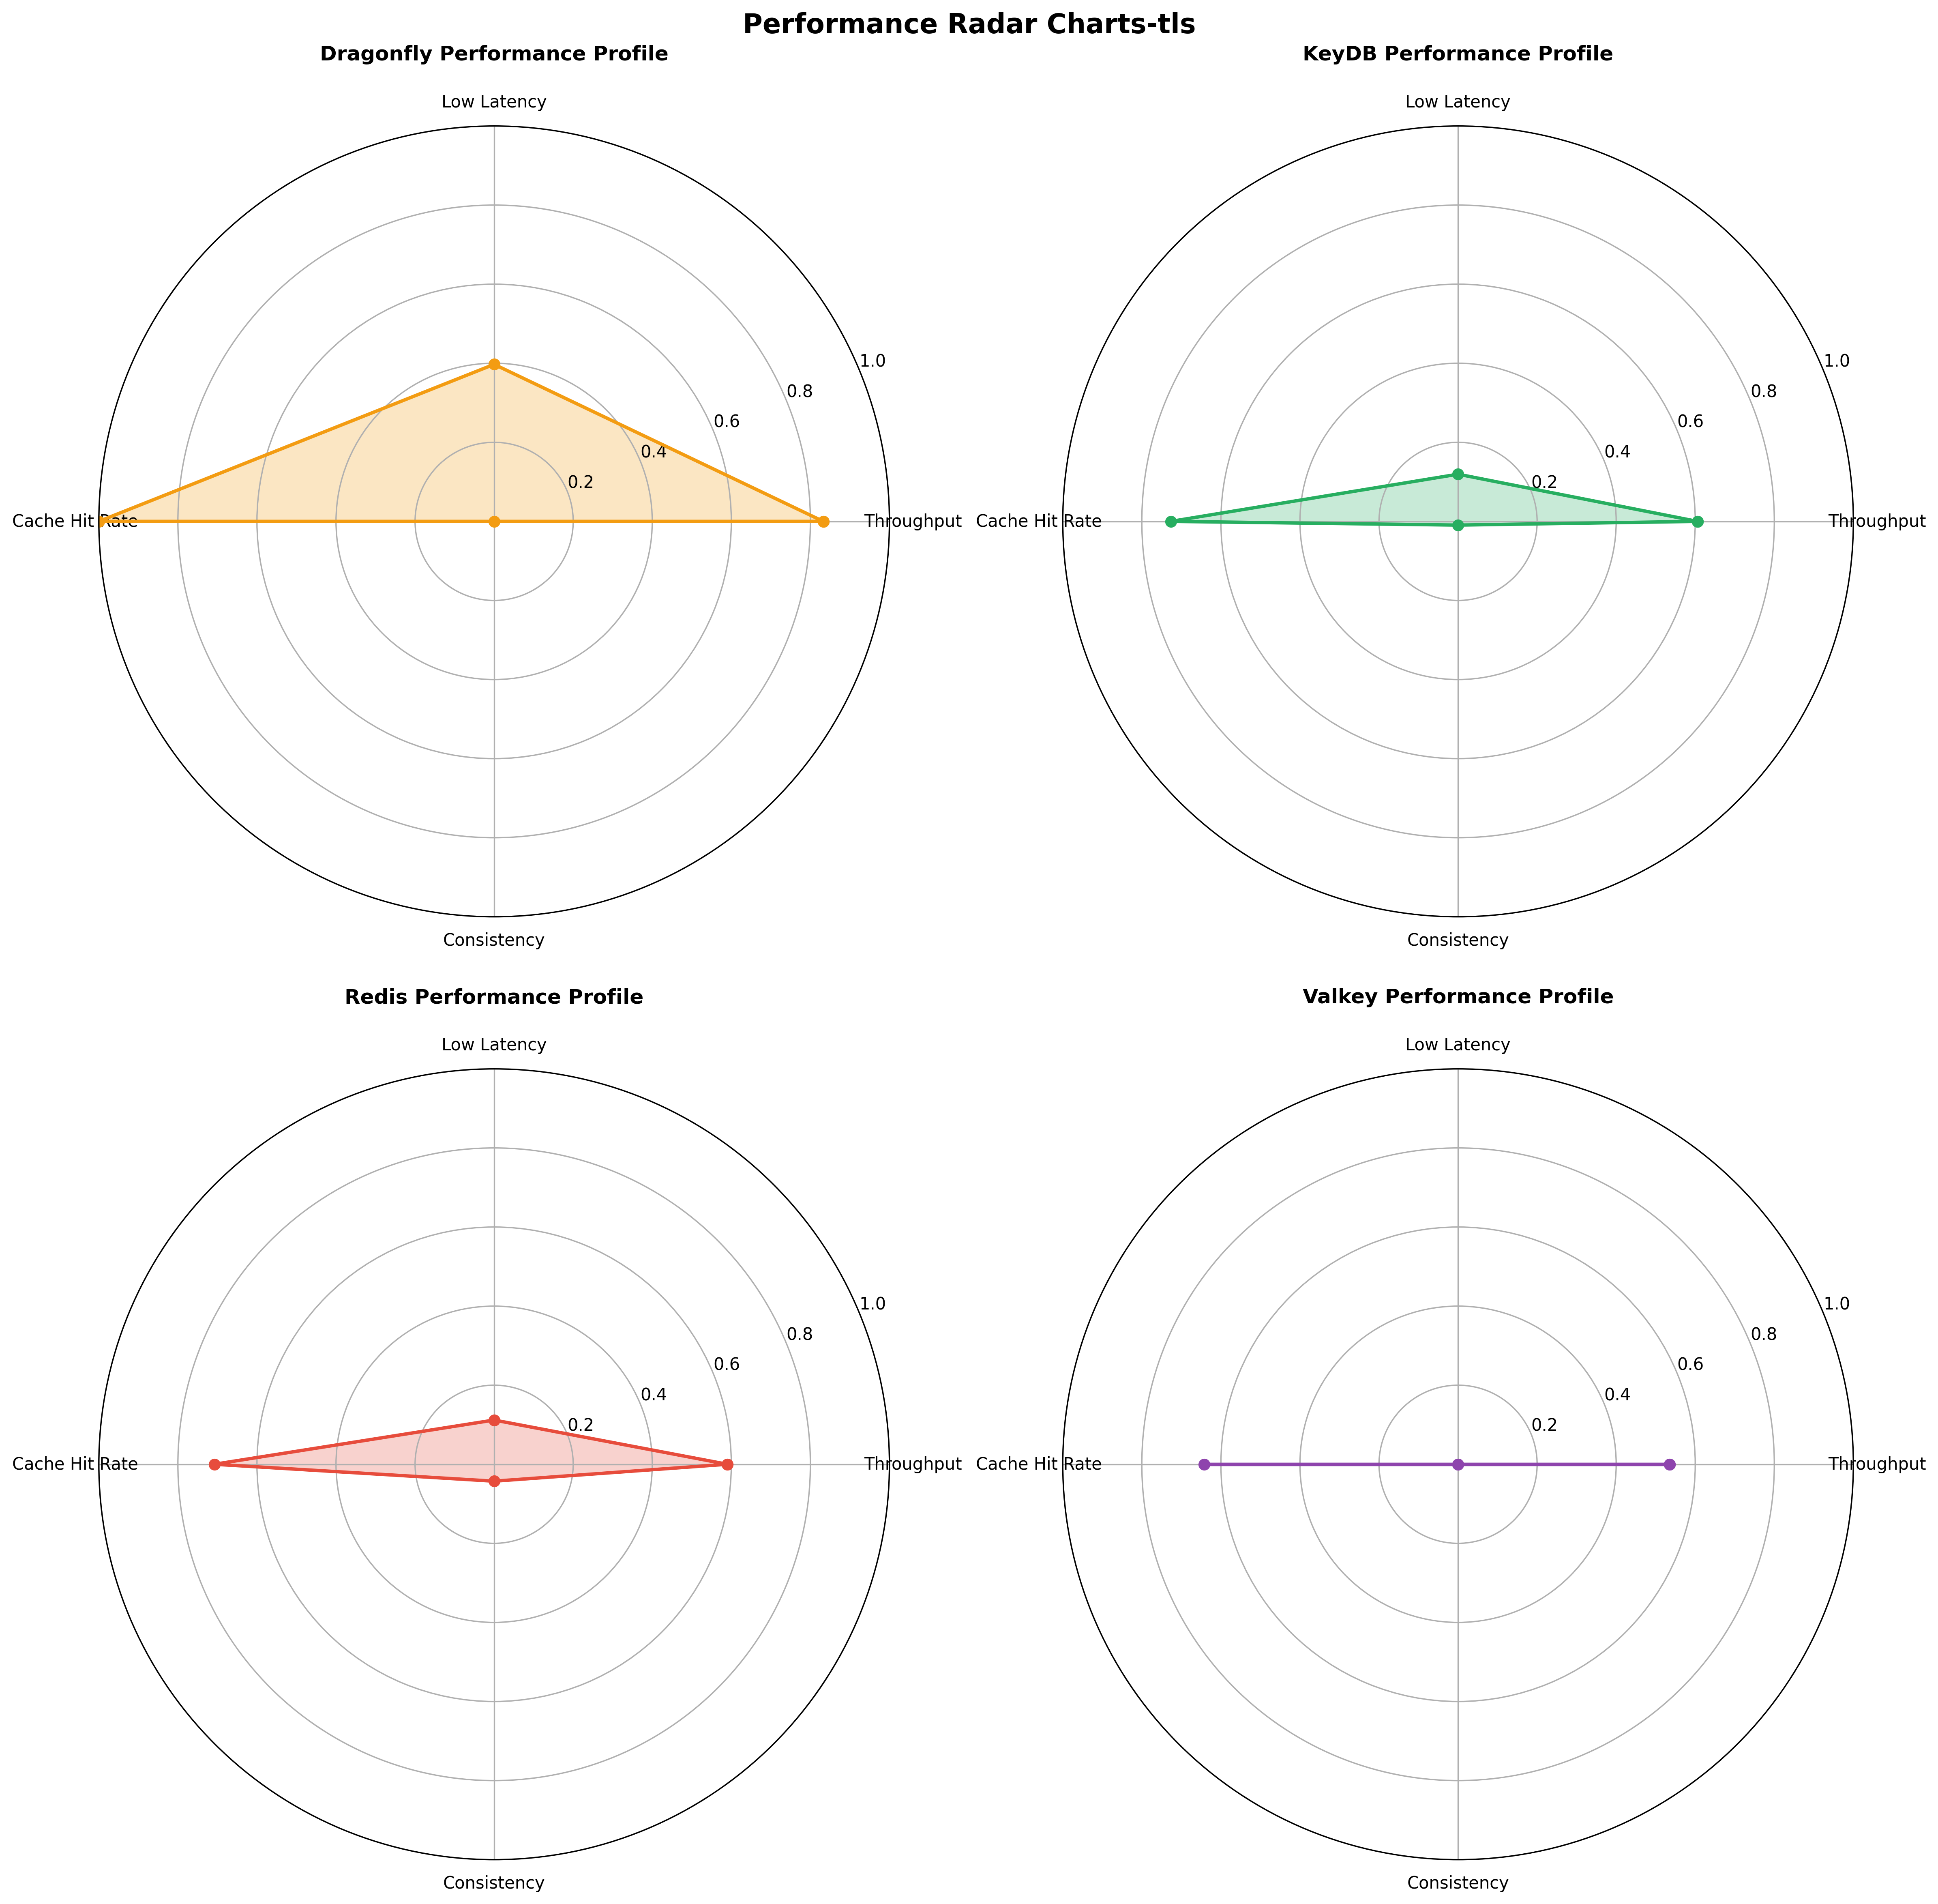 Performance Radar Charts-tls
Dragonfly Performance Profile
Low Latency
1.0
0.8
0.6
0.4
0.2
Cache Hit Rate
Throughput
Consistency
KeyDB Performance Profile
Low Latency
1.0
0.8
0.6
0.4
0.2
Cache Hit Rate
Throughput
Consistency
Redis Performance Profile
Low Latency
1.0
0.8
0.6
0.4
0.2
Cache Hit Rate
Throughput
Consistency
Valkey Performance Profile
Low Latency
1.0
0.8
0.6
0.4
0.2
Cache Hit Rate
Throughput
Consistency